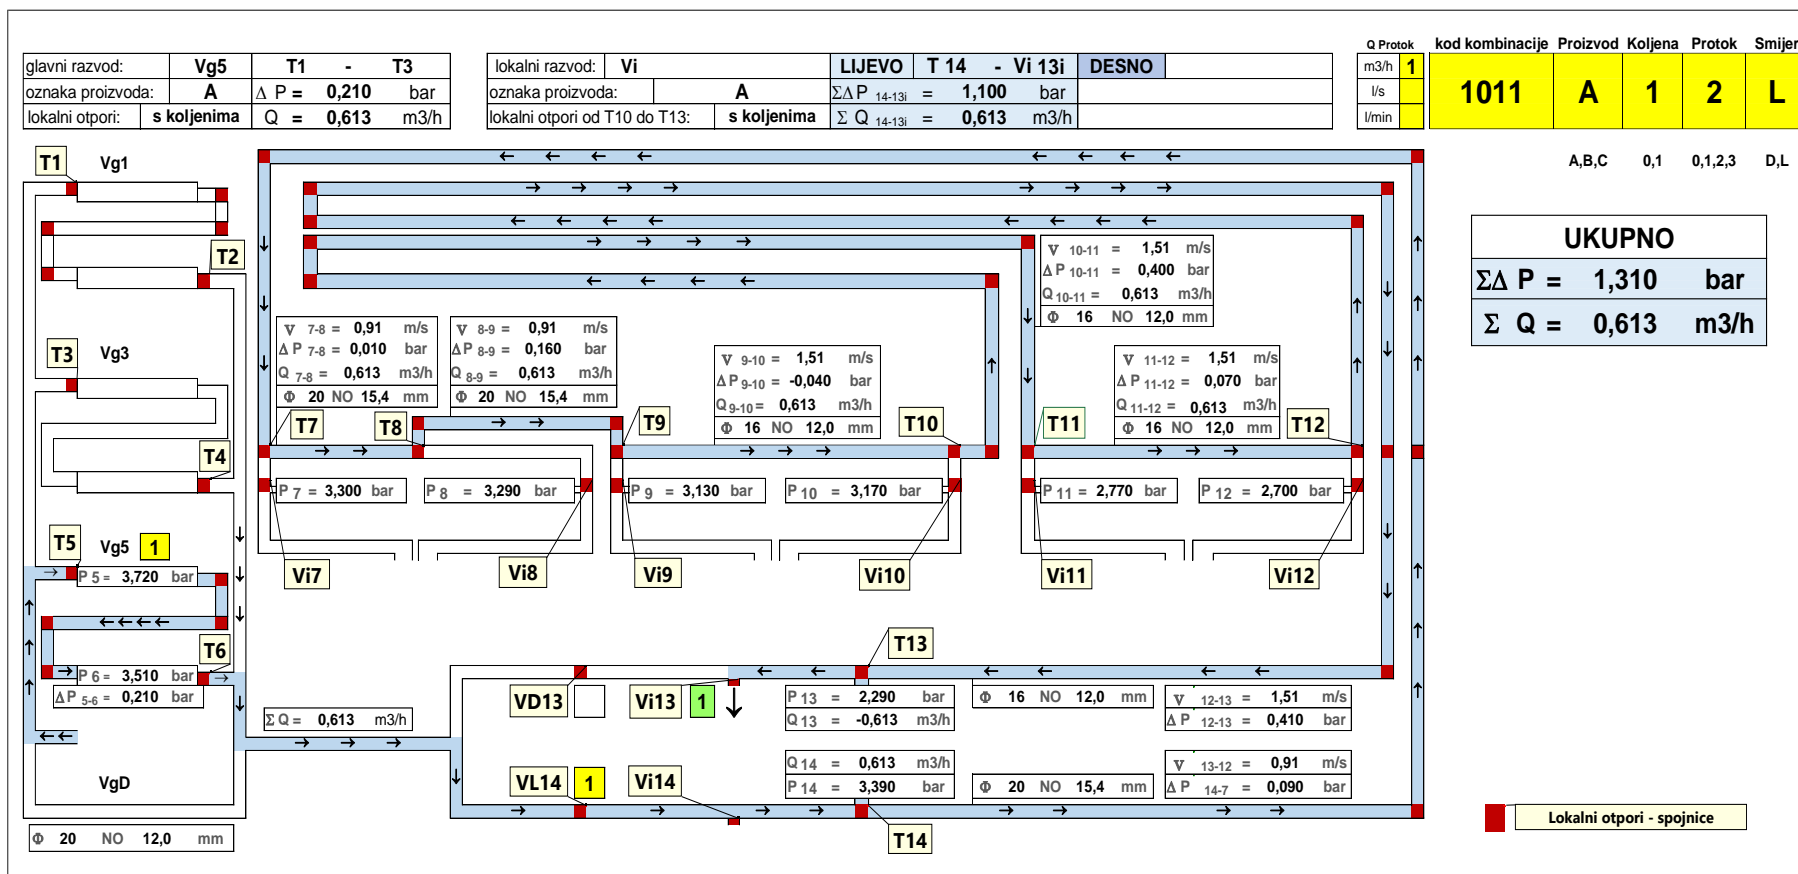 glavni razvod: Vg5 T1 - T3
oznaka proizvoda: A Δ P = 0,210 bar
lokalni otpori: s koljenima Q = 0,613 m3/h
lokalni razvod: Vi LIJEVO T 14 - Vi 13i DESNO
oznaka proizvoda: A ΣΔP 14-13i = 1,100 bar
lokalni otpori od T10 do T13: s koljenima Σ Q 14-13i = 0,613 m3/h
Q Protok kod kombinacije Proizvod Koljena Protok Smijer
m3/h 1
l/s
l/min
1011 A 1 2 L
A,B,C 0,1 0,1,2,3 D,L
UKUPNO
ΣΔ P = 1,310 bar
Σ Q = 0,613 m3/h
T1 Vg1
T2
T3 Vg3
T4
T5 Vg5 1
P 5 = 3,720 bar
T6
P 6 = 3,510 bar
ΔP 5-6 = 0,210 bar
VgD
Φ 20 NO 12,0 mm
Σ Q = 0,613 m3/h
V 7-8 = 0,91 m/s
Δ P 7-8 = 0,010 bar
Q 7-8 = 0,613 m3/h
Φ 20 NO 15,4 mm
V 8-9 = 0,91 m/s
Δ P 8-9 = 0,160 bar
Q 8-9 = 0,613 m3/h
Φ 20 NO 15,4 mm
V 9-10 = 1,51 m/s
Δ P 9-10 = -0,040 bar
Q 9-10 = 0,613 m3/h
Φ 16 NO 12,0 mm
V 10-11 = 1,51 m/s
Δ P 10-11 = 0,400 bar
Q 10-11 = 0,613 m3/h
Φ 16 NO 12,0 mm
V 11-12 = 1,51 m/s
Δ P 11-12 = 0,070 bar
Q 11-12 = 0,613 m3/h
Φ 16 NO 12,0 mm
T7 T8 T9 T10 T11 T12
P 7 = 3,300 bar
P 8 = 3,290 bar
P 9 = 3,130 bar
P 10 = 3,170 bar
P 11 = 2,770 bar
P 12 = 2,700 bar
Vi7 Vi8 Vi9 Vi10 Vi11 Vi12
T13
VD13 Vi13 1
P 13 = 2,290 bar
Q 13 = -0,613 m3/h
Φ 16 NO 12,0 mm
V 12-13 = 1,51 m/s
Δ P 12-13 = 0,410 bar
VL14 1 Vi14
Q 14 = 0,613 m3/h
P 14 = 3,390 bar
Φ 20 NO 15,4 mm
V 13-12 = 0,91 m/s
Δ P 14-7 = 0,090 bar
T14
Lokalni otpori - spojnice